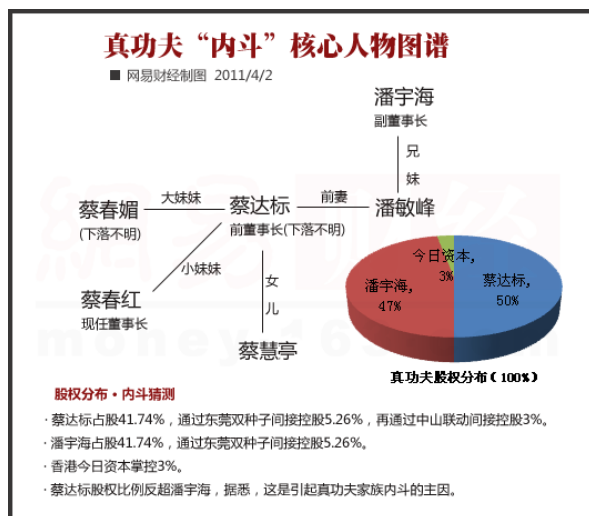 真功夫“内斗”核心人物图谱
■ 网易财经制图 2011/4/2
潘宇海
副董事长
兄
妹
大妹妹
前妻
蔡春媚
(下落不明)
蔡达标
前董事长(下落不明)
潘敏峰
小妹妹
女
儿
蔡春红
现任董事长
蔡慧亭
今日资本,
3%
潘宇海,
47%
蔡达标,
50%
真功夫股权分布（100%）
股权分布·内斗猜测
·蔡达标占股41.74%，通过东莞双种子间接控股5.26%，再通过中山联动间接控股3%。
·潘宇海占股41.74%，通过东莞双种子间接控股5.26%。
·香港今日资本掌控3%。
·蔡达标股权比例反超潘宇海，据悉，这是引起真功夫家族内斗的主因。